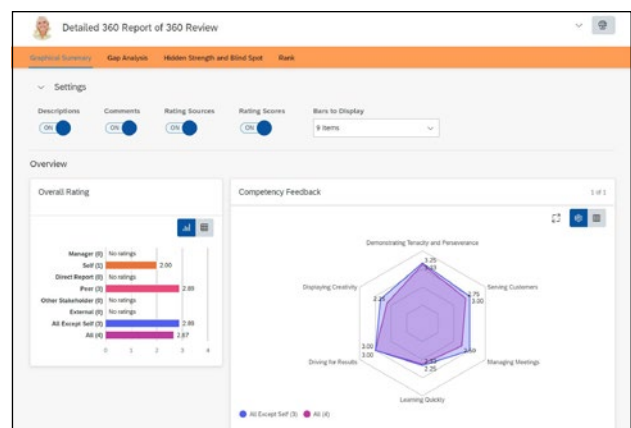 Detailed 360 Report of 360 Review
Graphical Summary Gap Analysis Hidden Strength and Blind Spot Rank
Settings
Descriptions Comments Rating Sources Rating Scores Bars to Display
ON ON ON ON 9 Items
Overview
Overall Rating
Manager (0) No ratings
Self (1) 2.00
Direct Report (0) No ratings
Peer (3) 2.89
Other Stakeholder (0) No ratings
External (0) No ratings
All Except Self (3) 2.89
All (4) 2.67
0 1 2 3 4
Competency Feedback 1 of 1
Demonstrating Tenacity and Perseverance
3.25
Displaying Creativity
Serving Customers
2.25
2.75
3.00
3.00
3.00
2.50
Driving for Results
Managing Meetings
2.25
Learning Quickly
All Except Self (3) All (4)